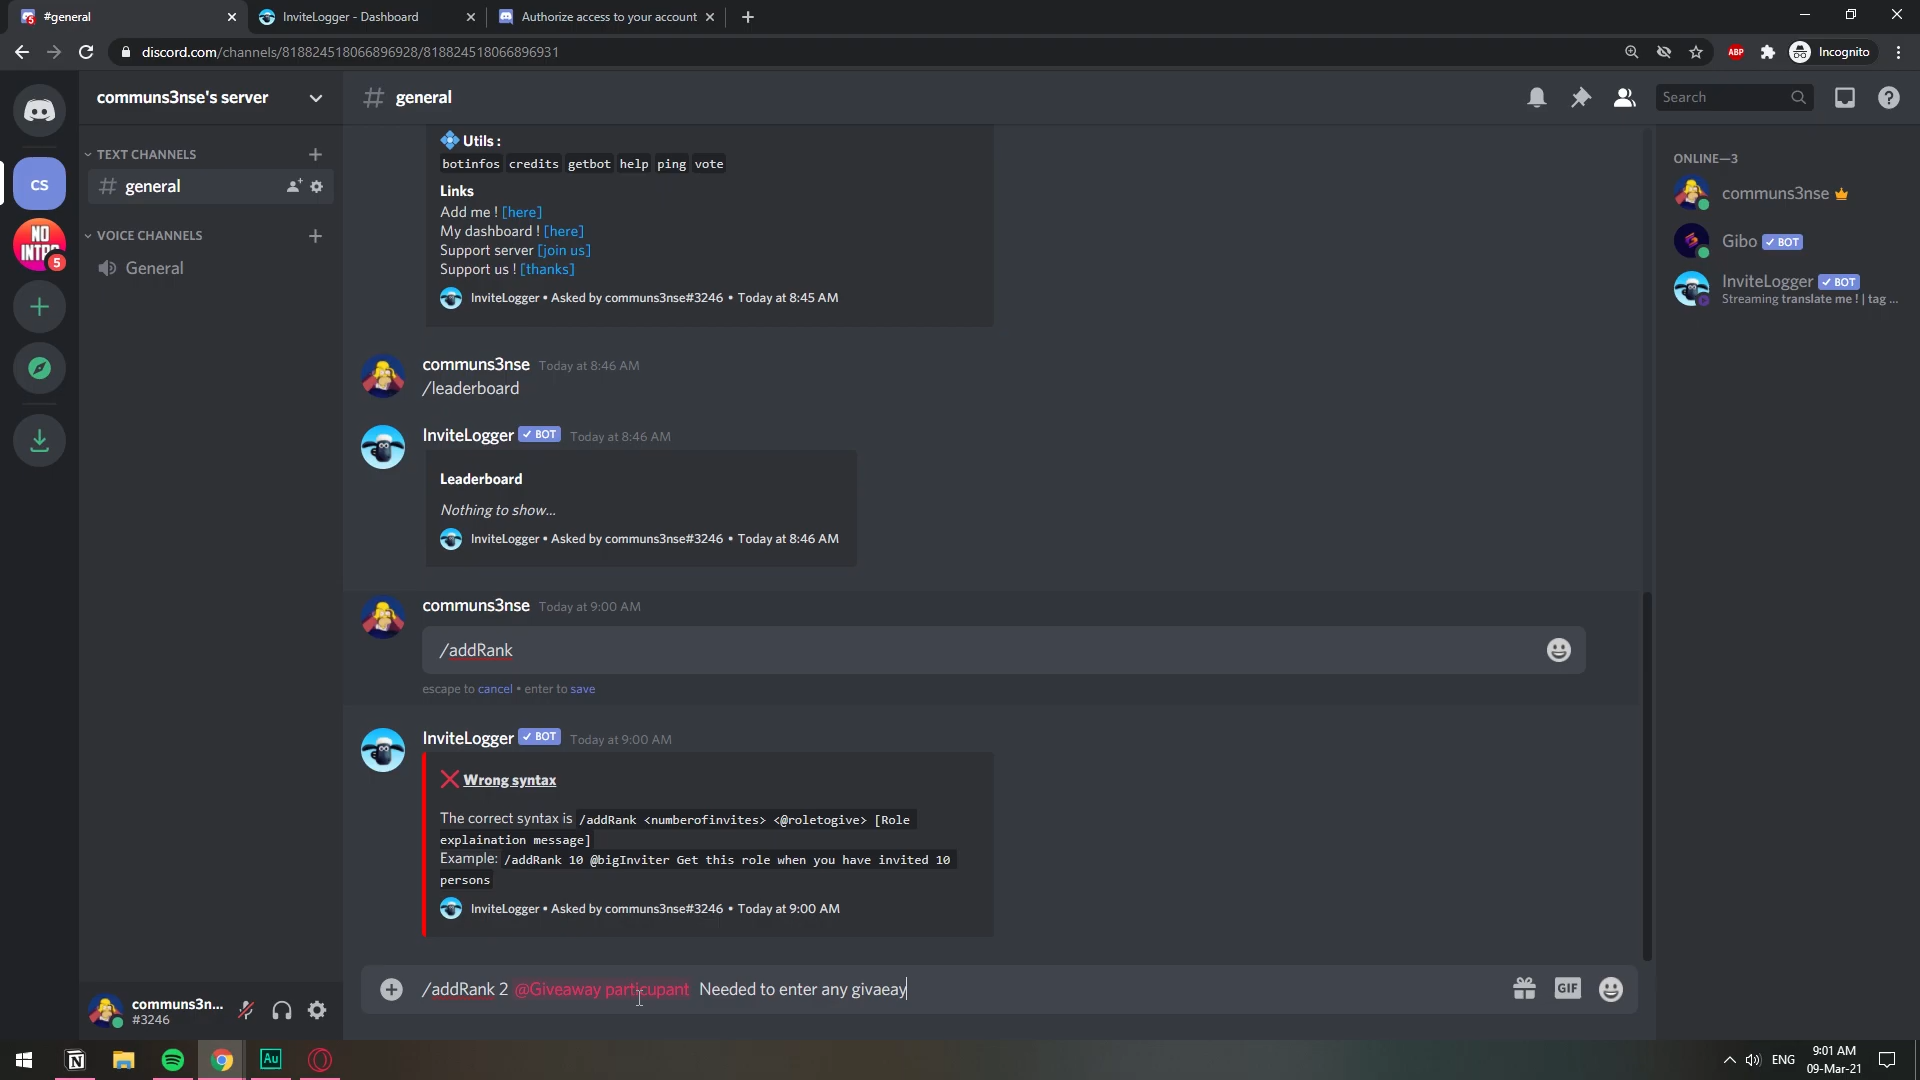 #general
InviteLogger - Dashboard
Authorize access to your account
discord.com/channels/818824518066896928/818824518066896931
ABP
Incognito
communs3nse's server
general
Search
TEXT CHANNELS
general
VOICE CHANNELS
General
CS
NO
INTRO
5
Utils :
botinfos credits getbot help ping vote
Links
Add me ! [here]
My dashboard ! [here]
Support server [join us]
Support us ! [thanks]
InviteLogger • Asked by communs3nse#3246 • Today at 8:45 AM
communs3nse Today at 8:46 AM
/leaderboard
InviteLogger BOT Today at 8:46 AM
Leaderboard
Nothing to show...
InviteLogger • Asked by communs3nse#3246 • Today at 8:46 AM
communs3nse Today at 9:00 AM
/addRank
escape to cancel • enter to save
InviteLogger BOT Today at 9:00 AM
Wrong syntax
The correct syntax is /addRank <numberofinvites> <@roletogive> [Role
explaination message]
Example: /addRank 10 @bigInviter Get this role when you have invited 10
persons
InviteLogger • Asked by communs3nse#3246 • Today at 9:00 AM
/addRank 2 @Giveaway particupant Needed to enter any givaeay
GIF
ONLINE—3
communs3nse
Gibo BOT
InviteLogger BOT
Streaming translate me ! | tag ...
communs3n...
#3246
Au
ENG
9:01 AM
09-Mar-21